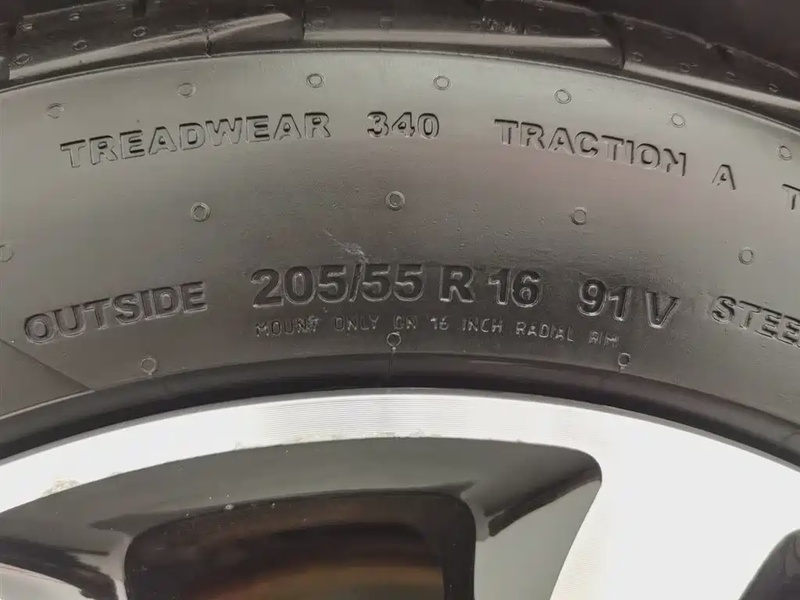 TREADWEAR 340 TRACTION A
OUTSIDE 205/55 R 16 91 V
MOUNT ONLY ON 16 INCH RADIAL RIM